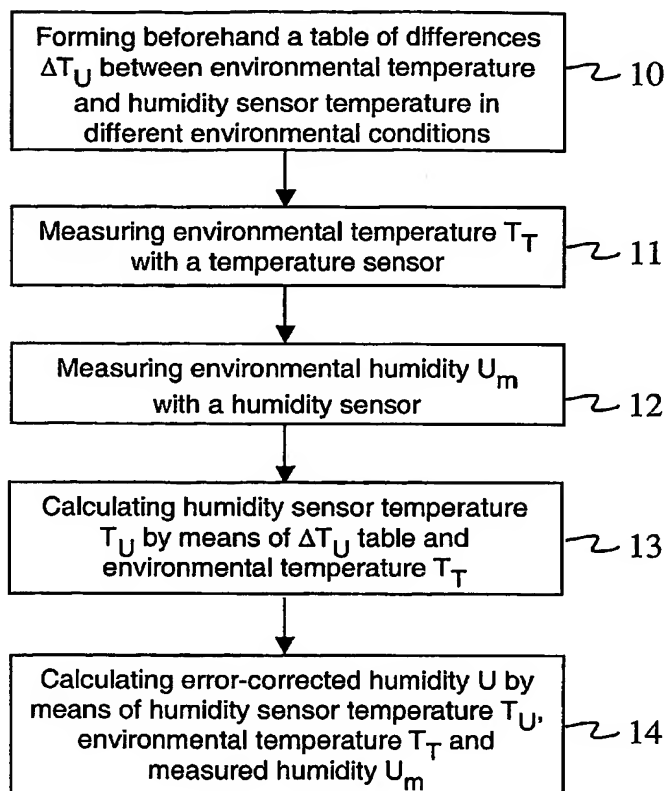 Forming beforehand a table of differences
ΔT_U between environmental temperature
and humidity sensor temperature in
different environmental conditions
10
Measuring environmental temperature T_T
with a temperature sensor
11
Measuring environmental humidity U_m
with a humidity sensor
12
Calculating humidity sensor temperature
T_U by means of ΔT_U table and
environmental temperature T_T
13
Calculating error-corrected humidity U by
means of humidity sensor temperature T_U,
environmental temperature T_T and
measured humidity U_m
14